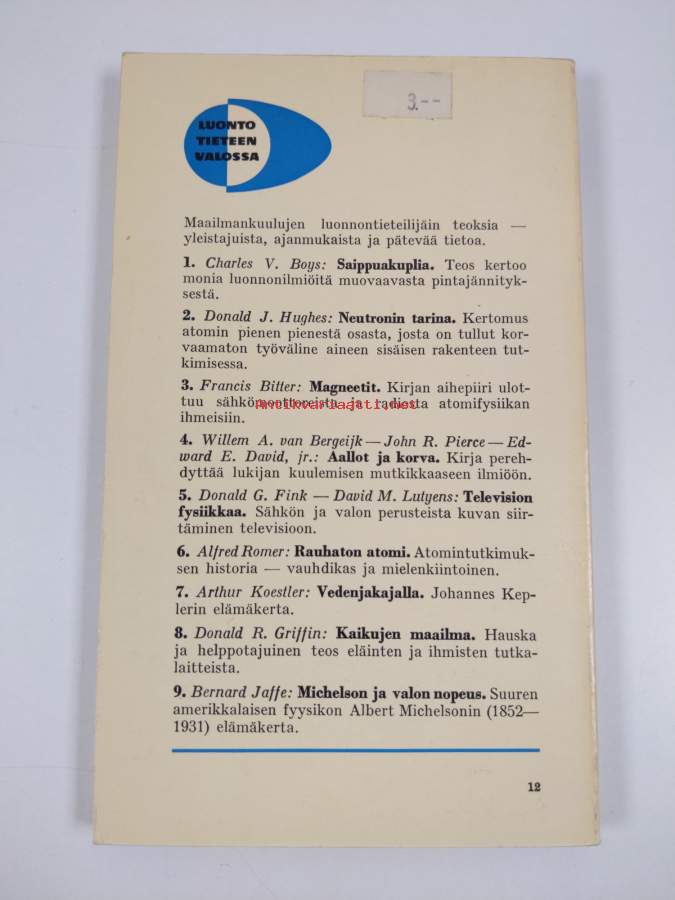 3.--
LUONTO
TIETEEN
VALOSSA
Maailmankuulujen luonnontieteilijäin teoksia —
yleistajuista, ajanmukaista ja pätevää tietoa.
1. Charles V. Boys: Saippuakuplia. Teos kertoo
monia luonnonilmiöitä muovaavasta pintajännityk-
sestä.
2. Donald J. Hughes: Neutronin tarina. Kertomus
atomin pienen pienestä osasta, josta on tullut kor-
vaamaton työväline aineen sisäisen rakenteen tut-
kimisessa.
3. Francis Bitter: Magneetit. Kirjan aihepiiri ulot-
tuu sähkömoottoreista ja radiosta atomifysiikan
Antikvariaatti.net
ihmeisiin.
4. Willem A. van Bergeijk — John R. Pierce — Ed-
ward E. David, jr.: Aallot ja korva. Kirja pereh-
dyttää lukijan kuulemisen mutkikkaaseen ilmiöön.
5. Donald G. Fink — David M. Lutyens: Television
fysiikkaa. Sähkön ja valon perusteista kuvan siir-
täminen televisioon.
6. Alfred Romer: Rauhaton atomi. Atomintutkimuk-
sen historia — vauhdikas ja mielenkiintoinen.
7. Arthur Koestler: Vedenjakajalla. Johannes Kep-
lerin elämäkerta.
8. Donald R. Griffin: Kaikujen maailma. Hauska
ja helppotajuinen teos eläinten ja ihmisten tutka-
laitteista.
9. Bernard Jaffe: Michelson ja valon nopeus. Suuren
amerikkalaisen fyysikon Albert Michelsonin (1852—
1931) elämäkerta.
12